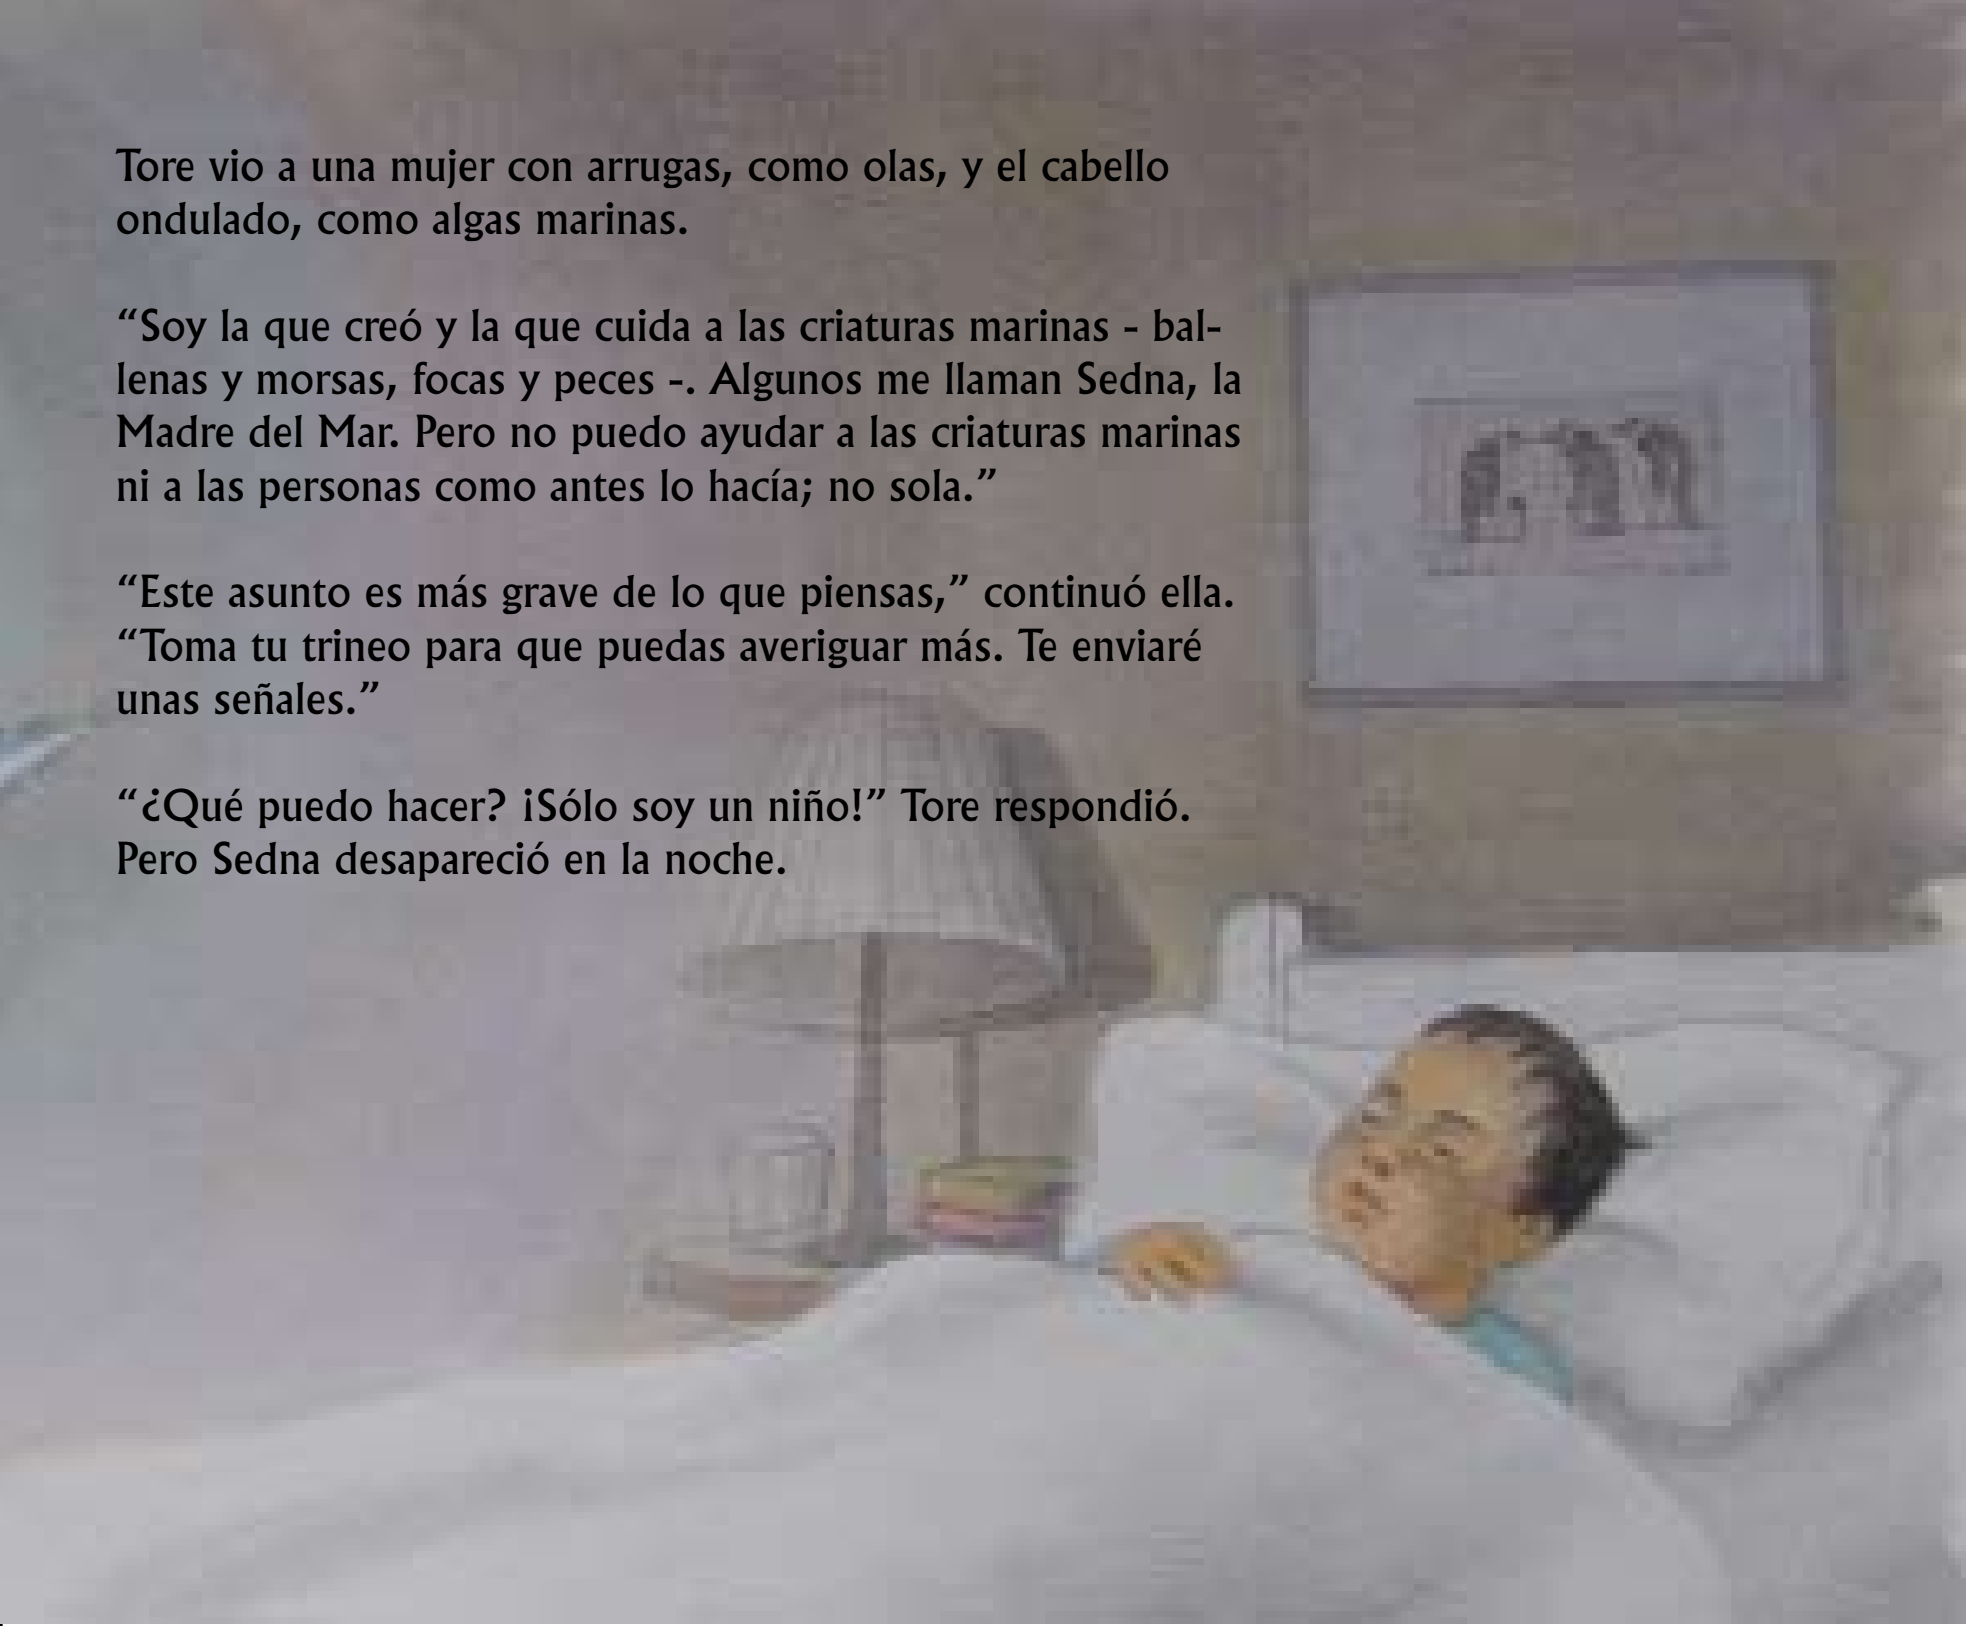 Tore vio a una mujer con arrugas, como olas, y el cabello
ondulado, como algas marinas.
“Soy la que creó y la que cuida a las criaturas marinas - bal-
lenas y morsas, focas y peces -. Algunos me llaman Sedna, la
Madre del Mar. Pero no puedo ayudar a las criaturas marinas
ni a las personas como antes lo hacía; no sola.”
“Este asunto es más grave de lo que piensas,” continuó ella.
“Toma tu trineo para que puedas averiguar más. Te enviaré
unas señales.”
“¿Qué puedo hacer? ¡Sólo soy un niño!” Tore respondió.
Pero Sedna desapareció en la noche.